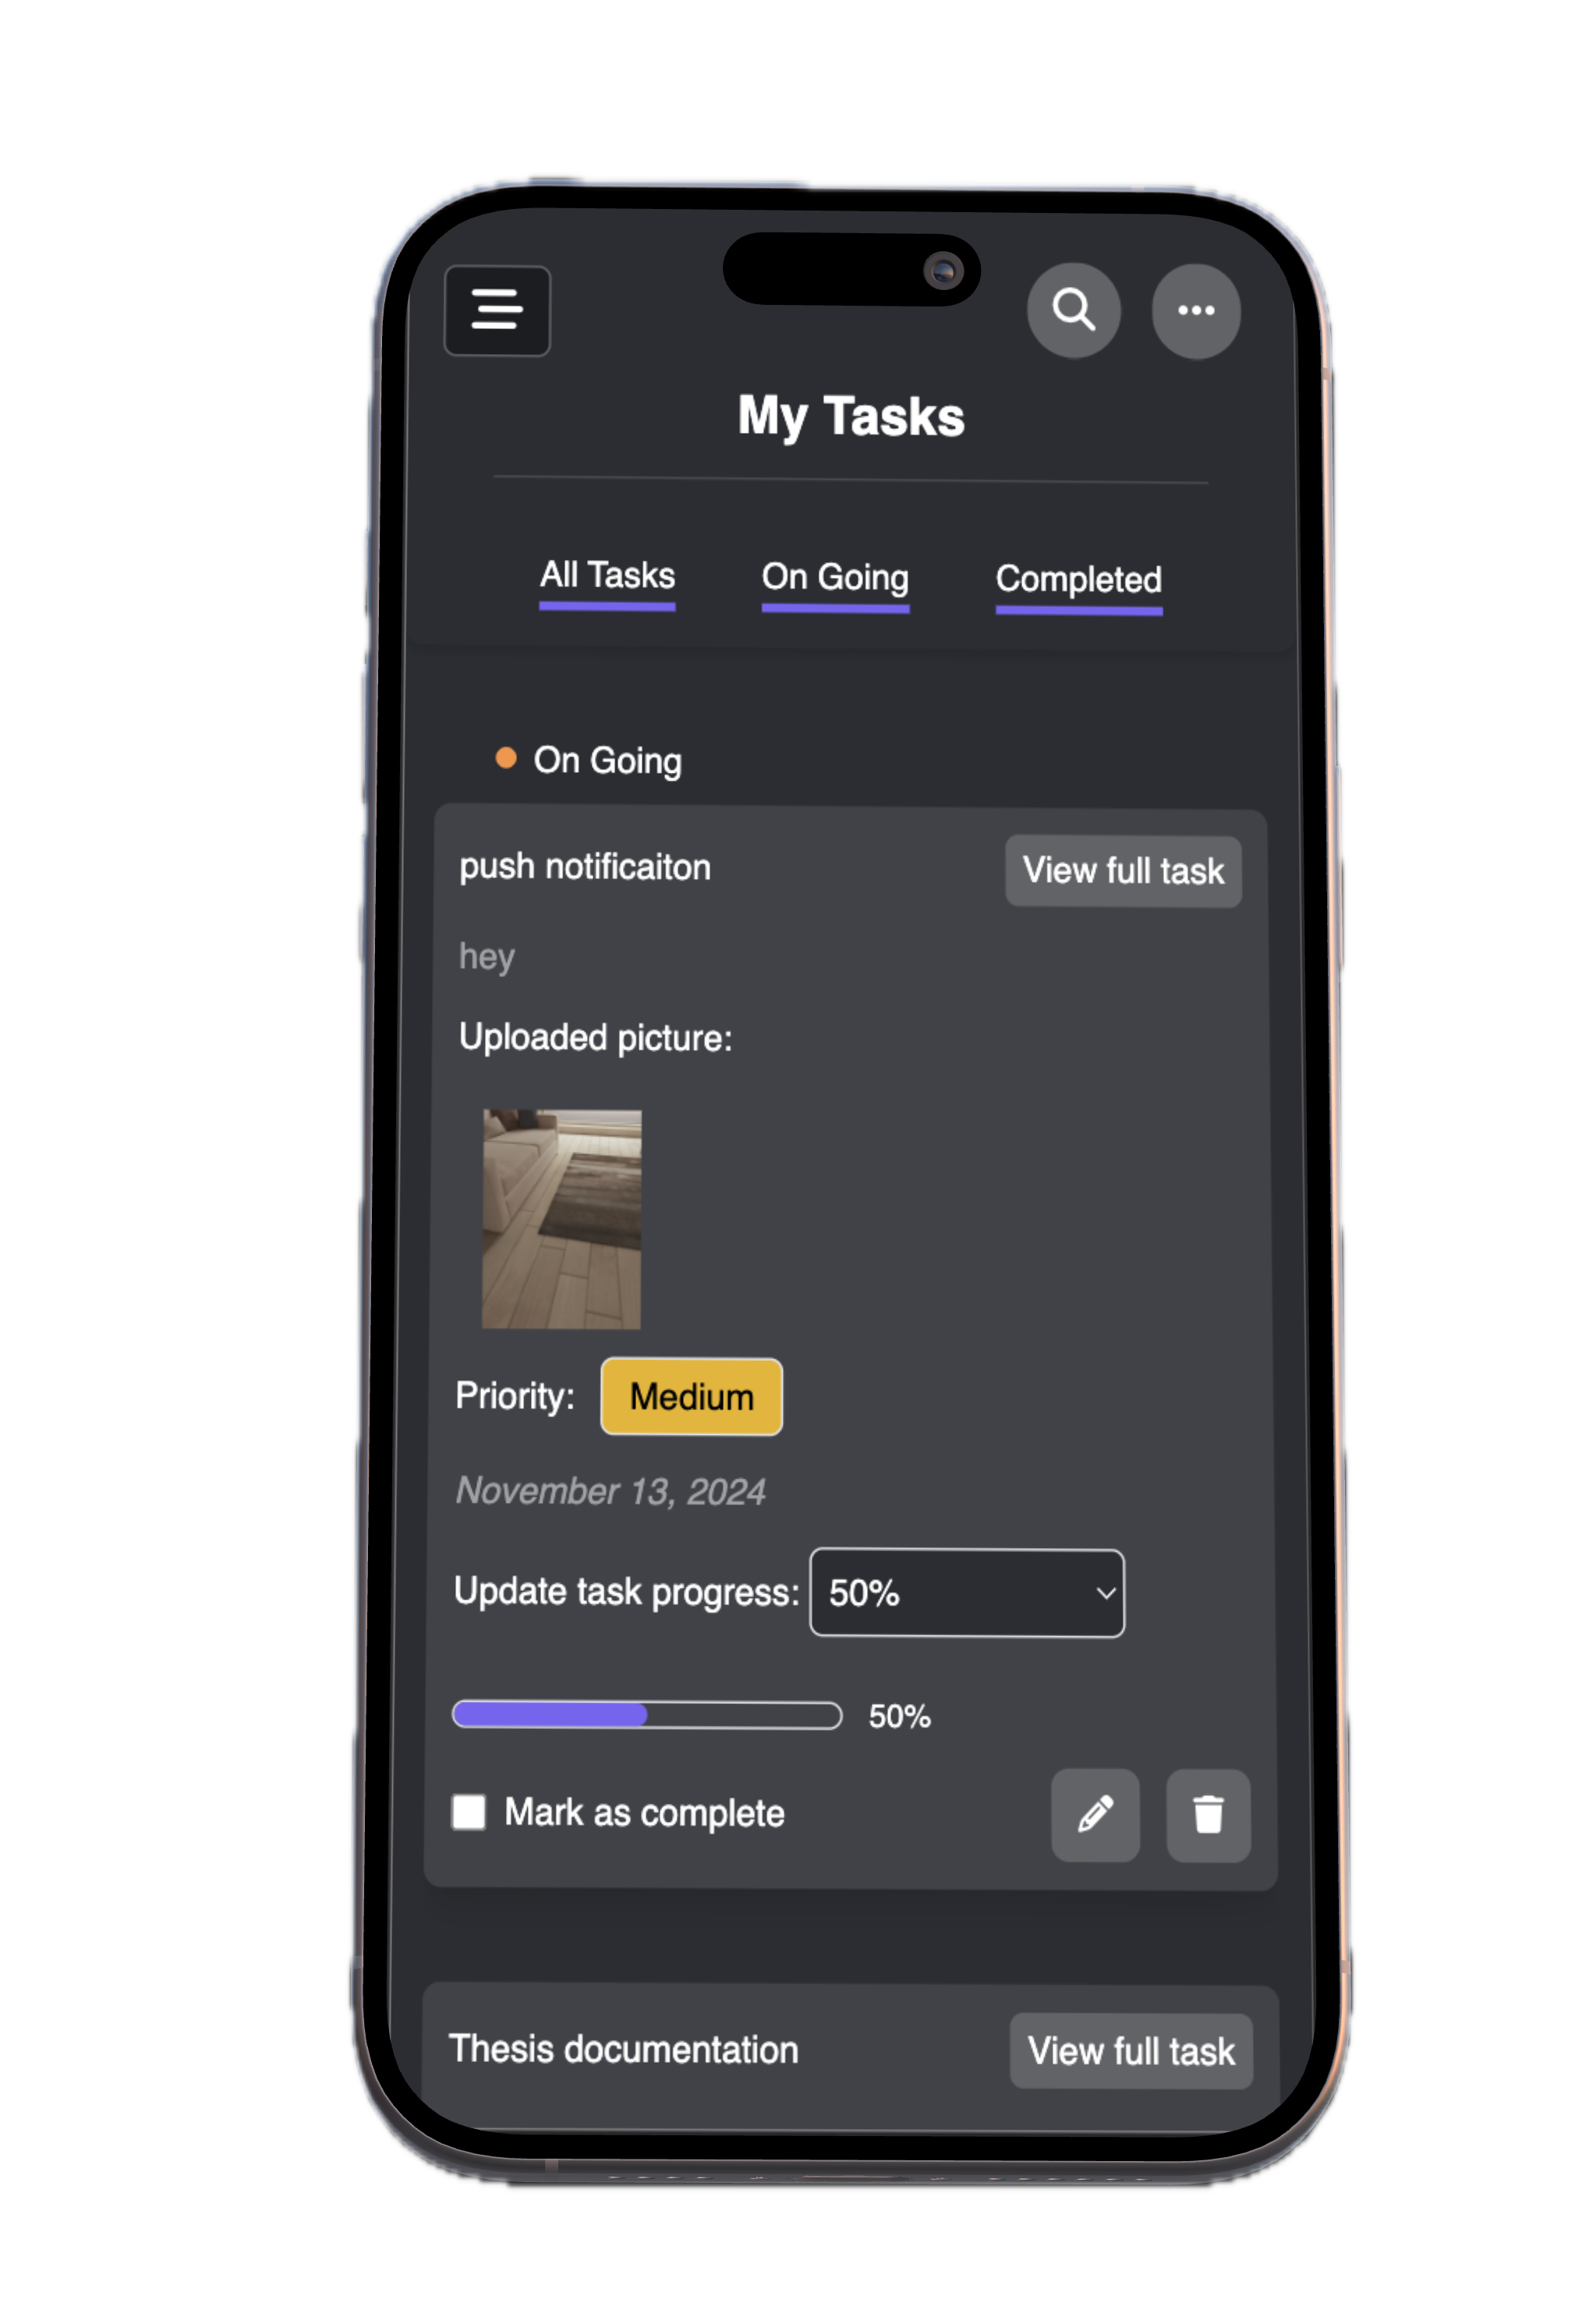 My Tasks
All Tasks On Going Completed
On Going
push notificaiton View full task
hey
Uploaded picture:
Priority: Medium
November 13, 2024
Update task progress: 50%
50%
Mark as complete
Thesis documentation View full task